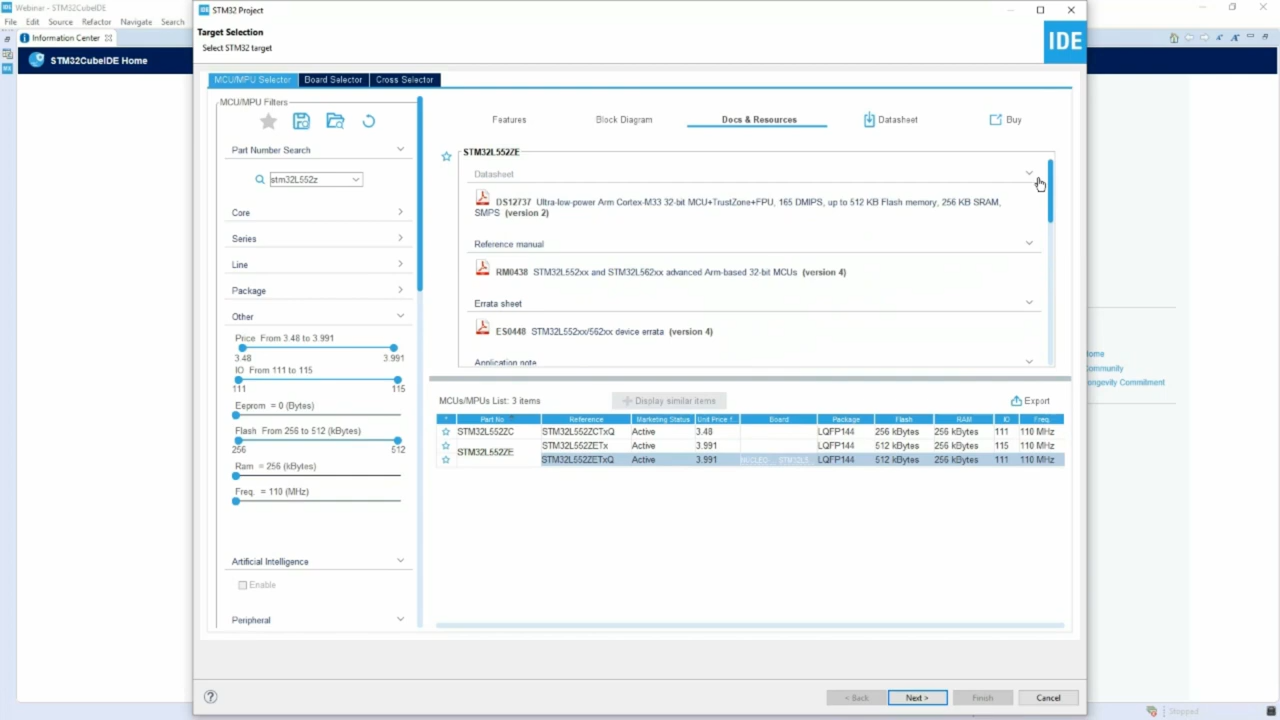 Webinar - STM32CubeIDE
File Edit Source Refactor Navigate Search
Information Center
STM32CubeIDE Home
IDE STM32 Project
Target Selection
Select STM32 target
IDE
MCU/MPU Selector Board Selector Cross Selector
MCU/MPU Filters
Part Number Search
stm32L552z
Core
Series
Line
Package
Other
Price From 3.48 to 3.991
3.48 3.991
IO From 111 to 115
111 115
Eeprom = 0 (Bytes)
Flash From 256 to 512 (kBytes)
256 512
Ram = 256 (kBytes)
Freq. = 110 (MHz)
Artificial Intelligence
Enable
Peripheral
Features Block Diagram Docs & Resources Datasheet Buy
STM32L552ZE
Datasheet
DS12737 Ultra-low-power Arm Cortex-M33 32-bit MCU+TrustZone+FPU, 165 DMIPS, up to 512 KB Flash memory, 256 KB SRAM,
SMPS (version 2)
Reference manual
RM0438 STM32L552xx and STM32L562xx advanced Arm-based 32-bit MCUs (version 4)
Errata sheet
ES0448 STM32L552xx/562xx device errata (version 4)
Application note
MCUs/MPUs List: 3 items Display similar items Export
* Part No Reference Marketing Status Unit Price f. Board Package Flash RAM IO Freq.
STM32L552ZC STM32L552ZCTxQ Active 3.48 LQFP144 256 kBytes 256 kBytes 111 110 MHz
STM32L552ZE STM32L552ZETx Active 3.991 LQFP144 512 kBytes 256 kBytes 115 110 MHz
STM32L552ZETxQ Active 3.991 LQFP144 512 kBytes 256 kBytes 111 110 MHz
ome
ommunity
ongevity Commitment
< Back Next > Finish Cancel
Stopped